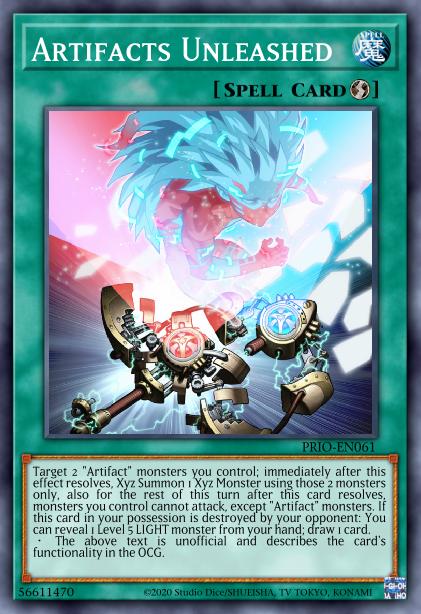 ARTIFACTS UNLEASHED
SPELL
魔
[SPELL CARD]
PRIO-EN061
Target 2 "Artifact" monsters you control; immediately after this
effect resolves, Xyz Summon 1 Xyz Monster using those 2 monsters
only, also for the rest of this turn after this card resolves,
monsters you control cannot attack, except "Artifact" monsters. If
this card in your possession is destroyed by your opponent: You
can reveal 1 Level 5 LIGHT monster from your hand; draw 1 card.
· The above text is unofficial and describes the card's
functionality in the OCG.
56611470
©2020 Studio Dice/SHUEISHA, TV TOKYO, KONAMI